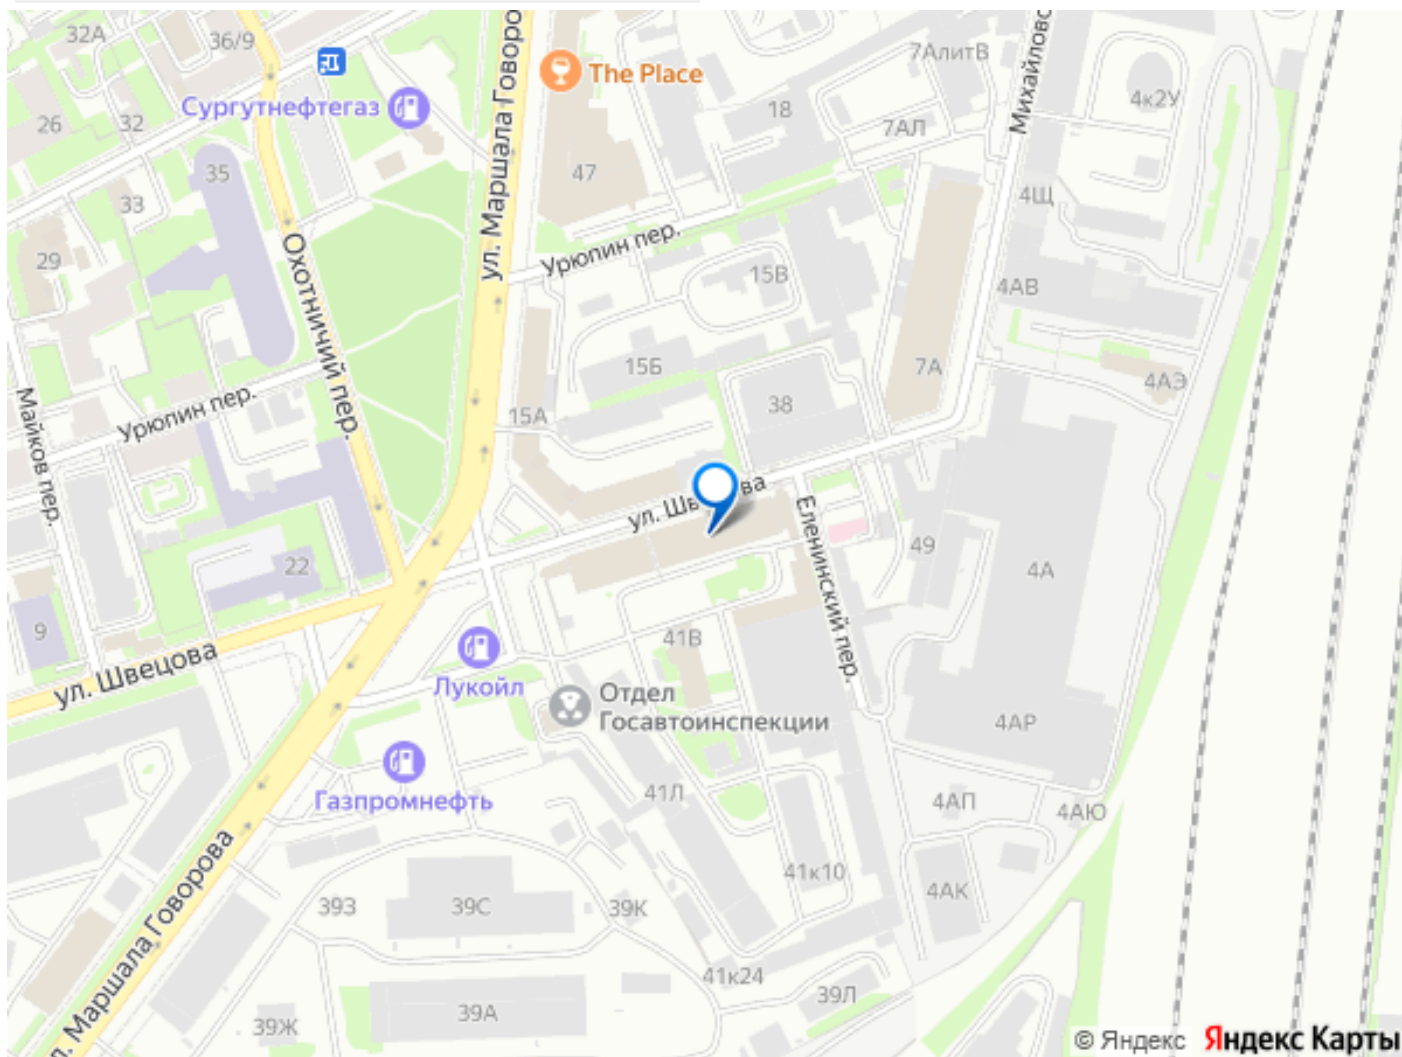 32А
36/9
ул. Маршала Говоро
The Place
7АлитВ
Михайловс
4к2У
Сургутнефтегаз
26
32
18
7АЛ
35
47
33
4Щ
29
Охотничий пер.
Урюпин пер.
15В
4АВ
15Б
7А
4АЭ
Майков пер.
Урюпин пер.
15А
38
ул. Шв ва
Еленинский пер.
49
4А
22
9
41В
ул. Швецова
Лукойл
Отдел
Госавтоинспекции
4АР
Газпромнефть
41Л
4АП
4АЮ
л. Маршала Говорова
41к10
4АК
39З
39С
39К
41к24
39Л
39Ж
39А
© Яндекс Яндекс Карты